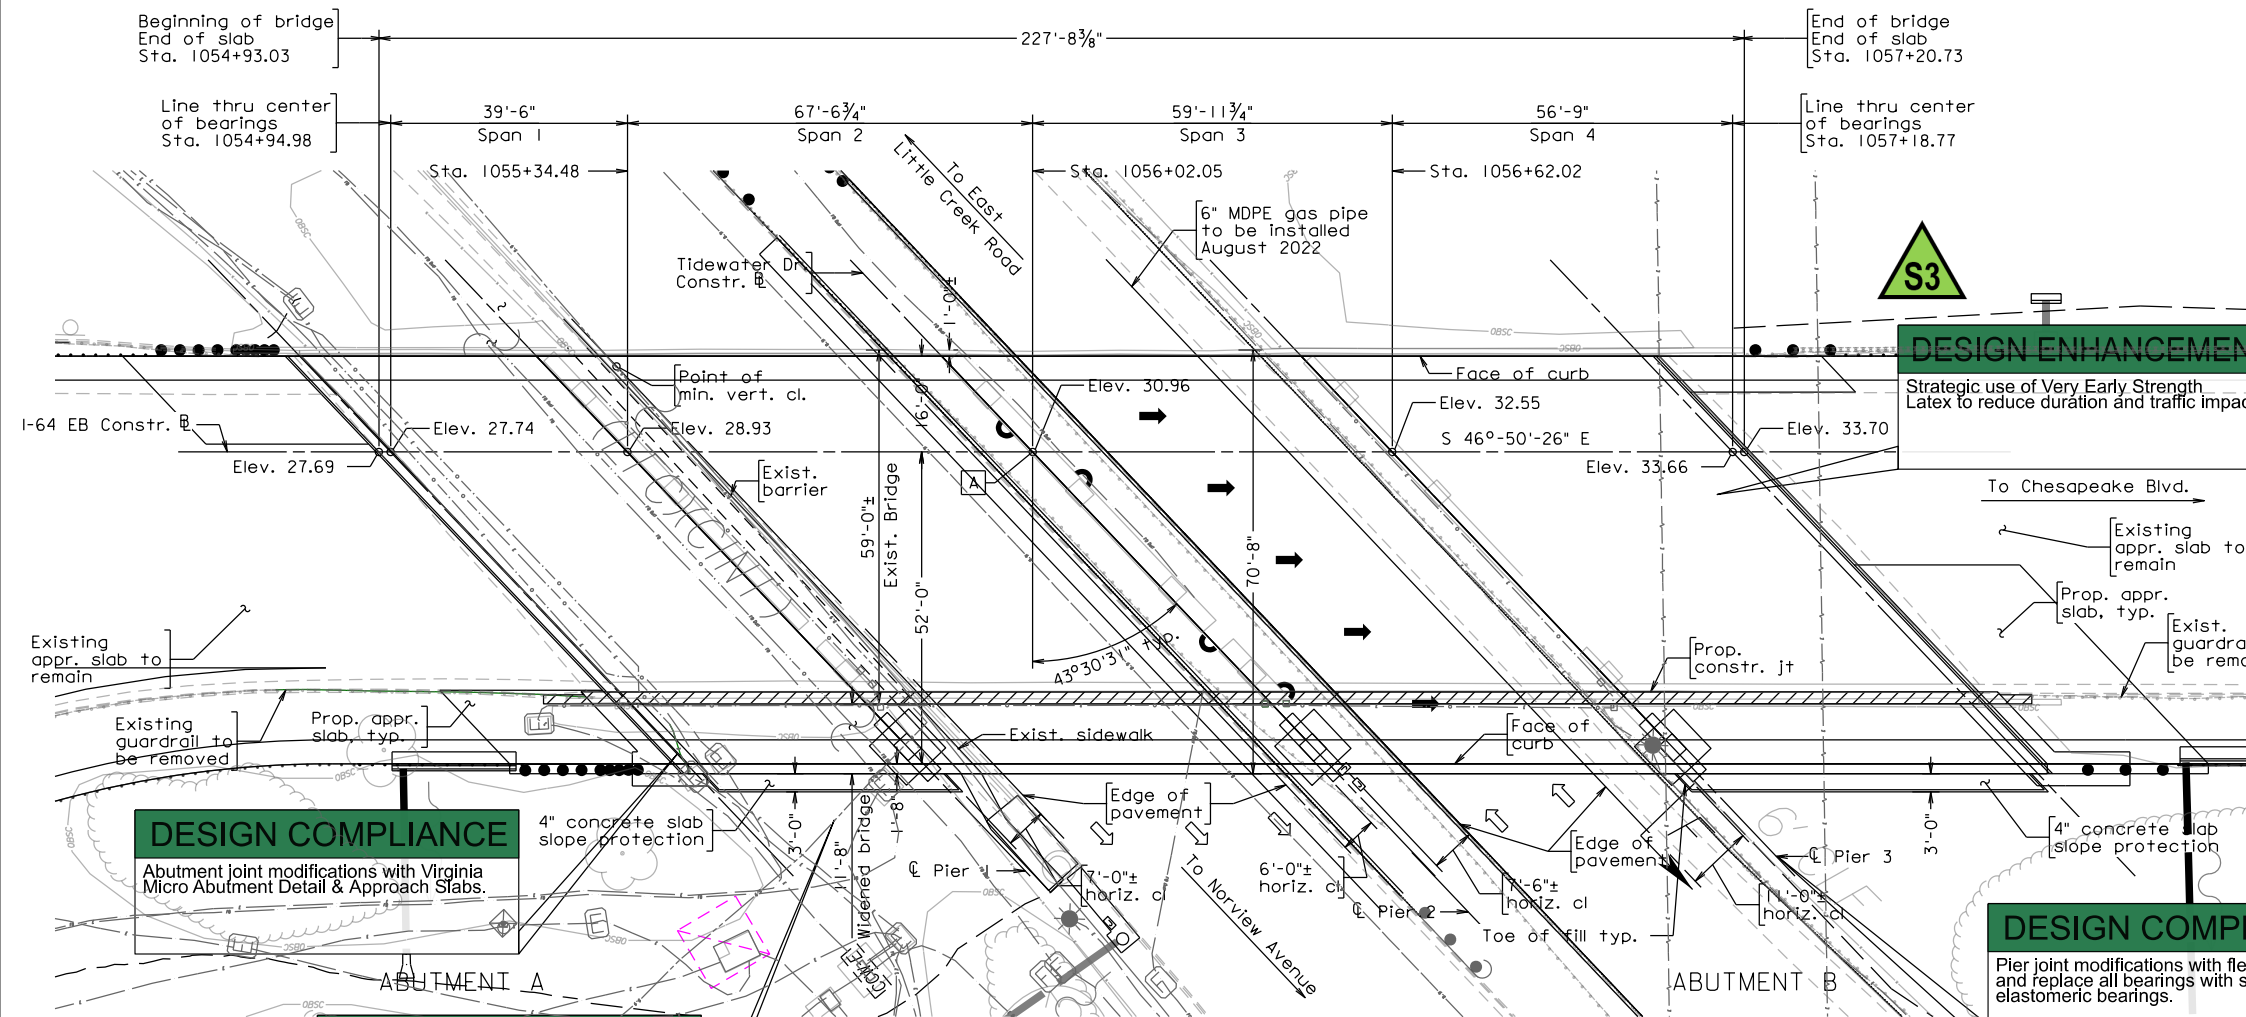 Beginning of bridge
End of slab
Sta. 1054+93.03
227'-8⅜"
End of bridge
End of slab
Sta. 1057+20.73
Line thru center
of bearings
Sta. 1054+94.98
39'-6"
Span 1
67'-6¾"
Span 2
59'-11¾"
Span 3
56'-9"
Span 4
Line thru center
of bearings
Sta. 1057+18.77
Sta. 1055+34.48
Sta. 1056+02.05
Sta. 1056+62.02
To East
Little Creek Road
6" MDPE gas pipe
to be installed
August 2022
Tidewater Dr
Constr. ℄
1'-0"±
S3
DESIGN ENHANCEMEN
Strategic use of Very Early Strength
Latex to reduce duration and traffic impac
Point of
min. vert. cl.
16'-0"
Elev. 30.96
Face of curb
Elev. 32.55
I-64 EB Constr. ℄
Elev. 27.74
Elev. 28.93
S 46°-50'-26" E
Elev. 33.70
Elev. 27.69
Elev. 33.66
Exist.
barrier
A
To Chesapeake Blvd.
59'-0"±
Exist. Bridge
52'-0"
70'-8"
43°30'31" typ.
Existing
appr. slab to
remain
Prop. appr.
slab, typ.
Exist.
guardra
be remo
Existing
appr. slab to
remain
Prop.
constr. jt
Existing
guardrail to
be removed
Prop. appr.
slab, typ.
Exist. sidewalk
Face of
curb
DESIGN COMPLIANCE
Abutment joint modifications with Virginia
Micro Abutment Detail & Approach Slabs.
4" concrete slab
slope protection
3'-0"
11'-8"
Widened bridge
1'-8"
Edge of
pavement
Edge of
pavement
℄ Pier 1
7'-0"±
horiz. cl
To Norview Avenue
6'-0"±
horiz. cl
℄ Pier 2
7'-6"±
horiz. cl
Toe of fill typ.
11'-0"±
horiz. cl
℄ Pier 3
3'-0"
4" concrete slab
slope protection
ABUTMENT A
ABUTMENT B
DESIGN COMPL
Pier joint modifications with fle
and replace all bearings with s
elastomeric bearings.